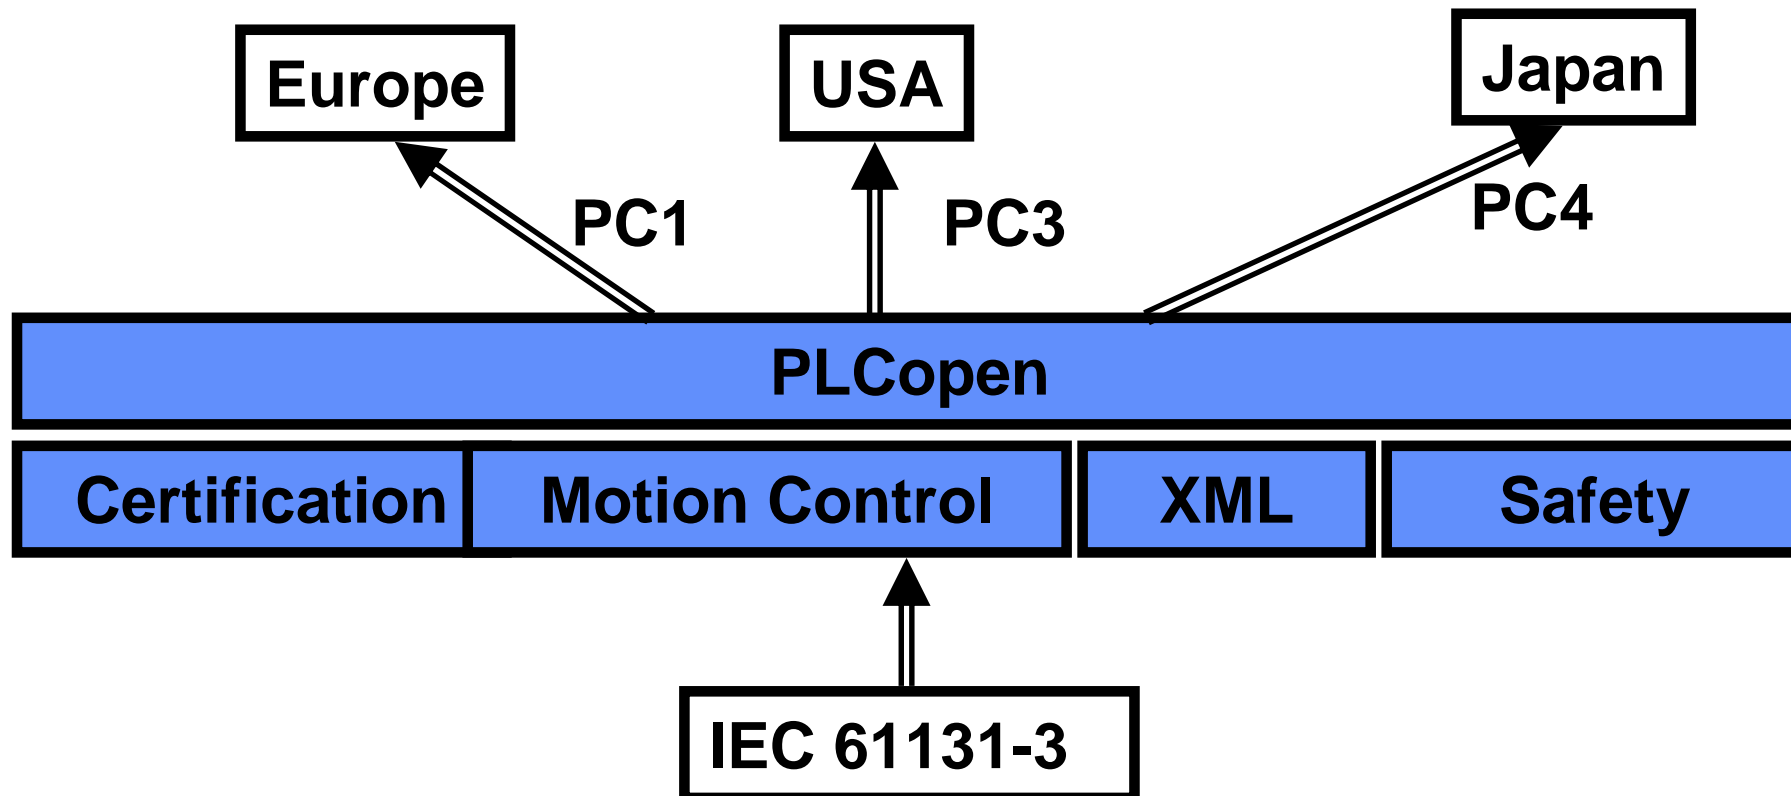 Europe
USA
Japan
PC1
PC3
PC4
PLCopen
Certification
Motion Control
XML
Safety
IEC 61131-3